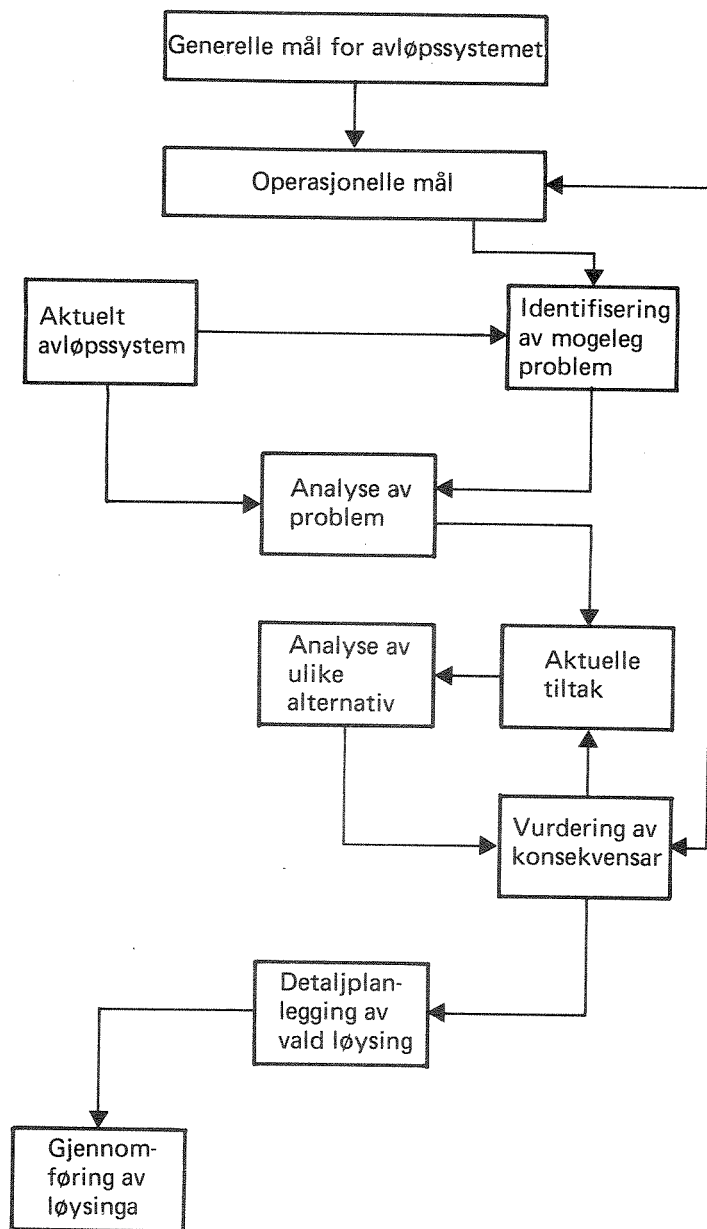 Generelle mål for avløpssystemet
Operasjonelle mål
Aktuelt
avløpssystem
Identifisering
av mogeleg
problem
Analyse av
problem
Analyse av
ulike
alternativ
Aktuelle
tiltak
Vurdering av
konsekvensar
Detaljplan-
legging av
vald løysing
Gjennom-
føring av
løysinga